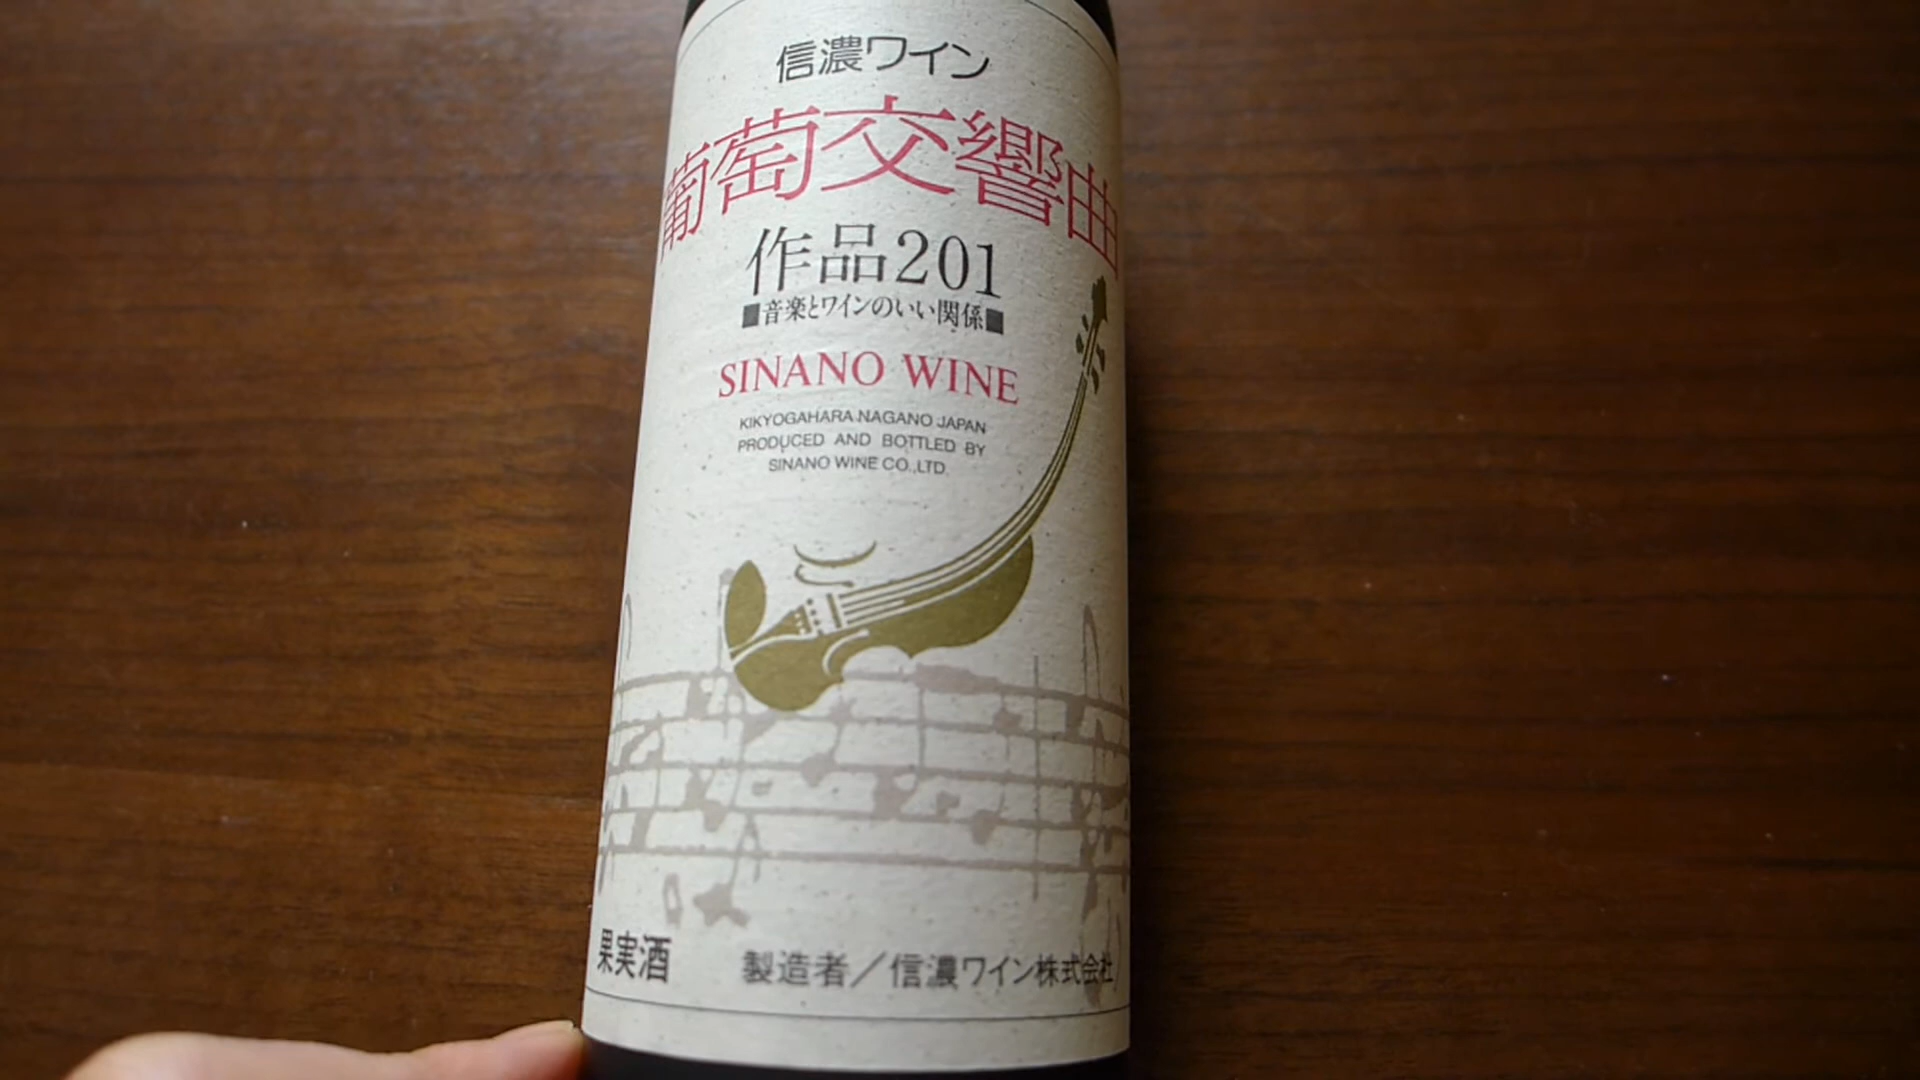 信濃ワイン
葡萄交響曲
作品201
■音楽とワインのいい関係■
SINANO WINE
KIKYOGAHARA NAGANO JAPAN
PRODUCED AND BOTTLED BY
SINANO WINE CO.,LTD.
果実酒 製造者／信濃ワイン株式会社